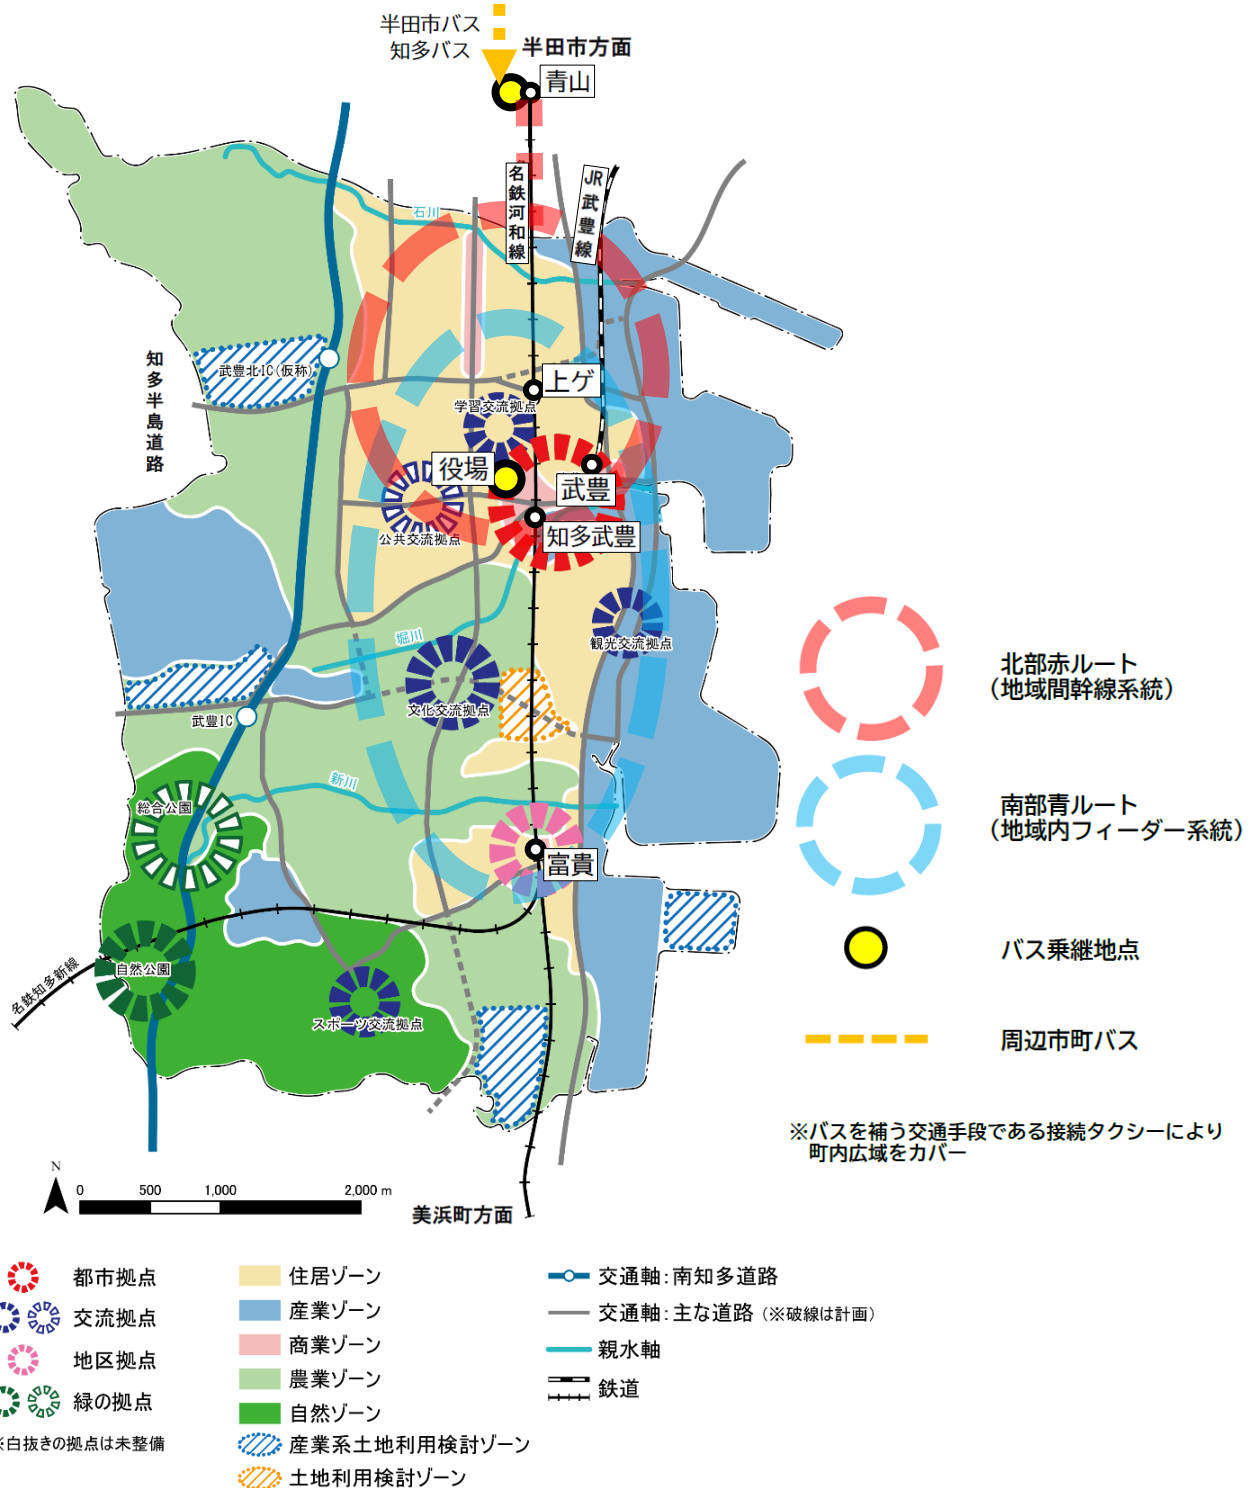 半田市バス
知多バス
半田市方面
青山
名鉄河和線
JR武豊線
石川
知多半島道路
武豊北IC(仮称)
上ゲ
学習交流拠点
役場
武豊
公共交流拠点
知多武豊
観光交流拠点
堀川
文化交流拠点
武豊IC
新川
総合公園
富貴
自然公園
名鉄知多新線
スポーツ交流拠点
北部赤ルート
(地域間幹線系統)
南部青ルート
(地域内フィーダー系統)
バス乗継地点
周辺市町バス
※バスを補う交通手段である接続タクシーにより
町内広域をカバー
N
0 500 1,000 2,000 m
美浜町方面
都市拠点
交流拠点
地区拠点
緑の拠点
※白抜きの拠点は未整備
住居ゾーン
産業ゾーン
商業ゾーン
農業ゾーン
自然ゾーン
産業系土地利用検討ゾーン
土地利用検討ゾーン
交通軸:南知多道路
交通軸:主な道路(※破線は計画)
親水軸
鉄道